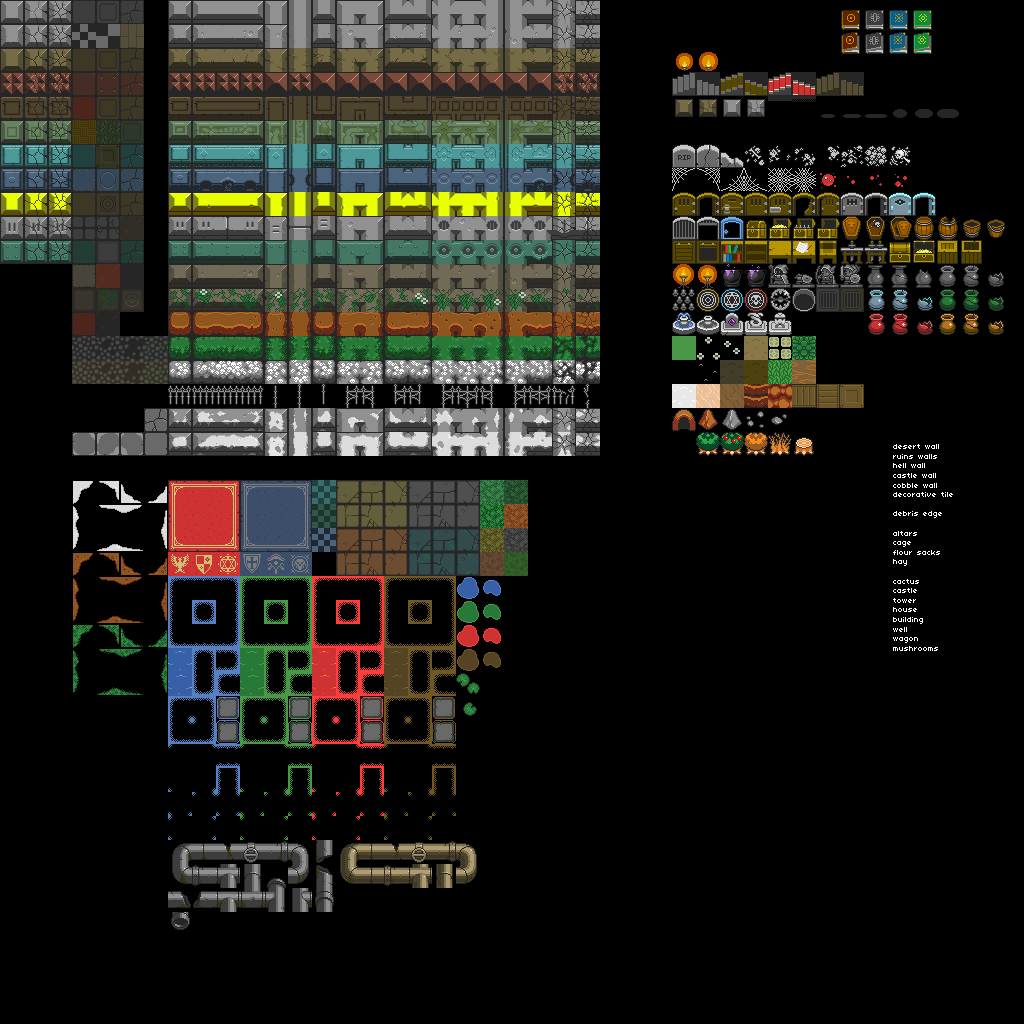 RIP
desert wall
ruins walls
hell wall
castle wall
cobble wall
decorative tile
debris edge
altars
cage
flour sacks
hay
cactus
castle
tower
house
building
well
wagon
mushrooms